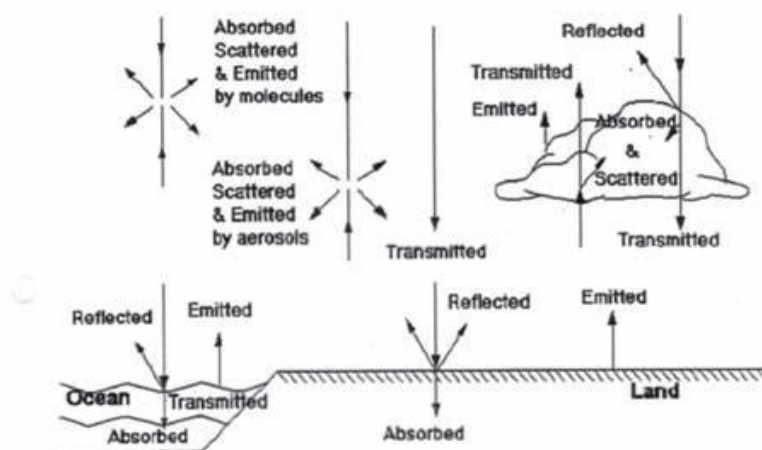 Absorbed
Scattered
& Emitted
by molecules
Absorbed
Scattered
& Emitted
by aerosols
Transmitted
Reflected
Transmitted
Emitted
Absorbed
&
Scattered
Transmitted
Reflected
Emitted
Ocean
Transmitted
Absorbed
Reflected
Absorbed
Emitted
Land